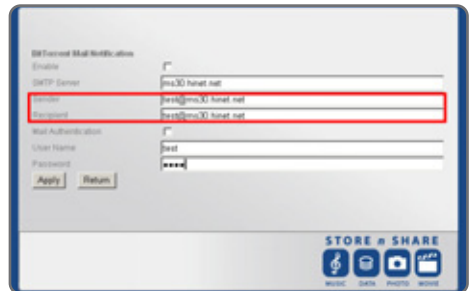 BitTorrent Mail Notification
Enable
SMTP Server ms30.hinet.net
Sender test@ms30.hinet.net
Recipient test@ms30.hinet.net
Mail Authentication
User Name test
Password ••••
Apply Return
STORE n SHARE
MUSIC DATA PHOTO MOVIE